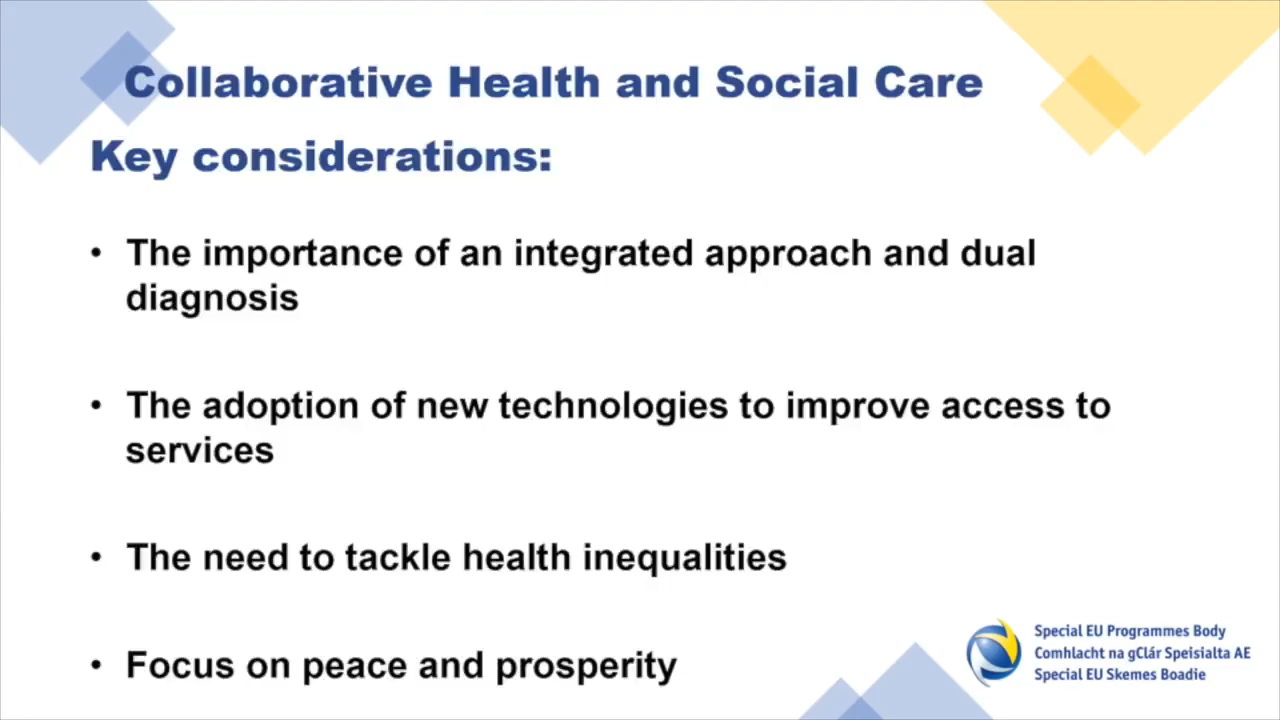 Collaborative Health and Social Care
Key considerations:
• The importance of an integrated approach and dual
diagnosis
• The adoption of new technologies to improve access to
services
• The need to tackle health inequalities
• Focus on peace and prosperity
Special EU Programmes Body
Comhlacht na gClár Speisialta AE
Special EU Skemes Boadie